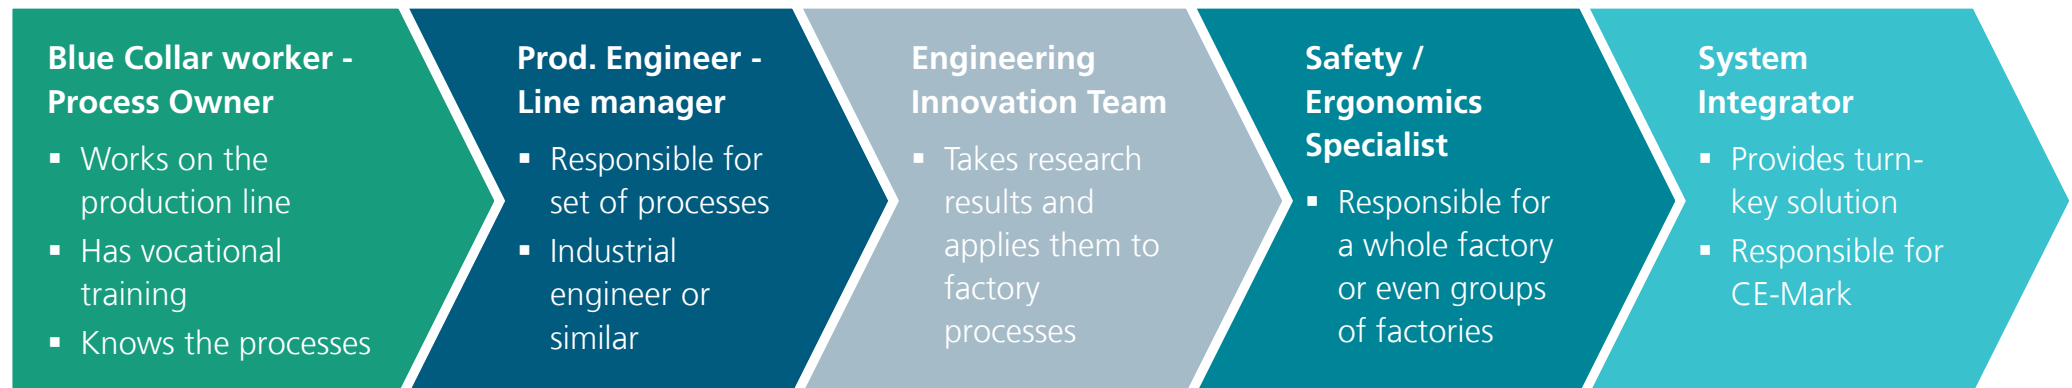 Blue Collar worker -
Process Owner
▪ Works on the
production line
▪ Has vocational
training
▪ Knows the processes
Prod. Engineer -
Line manager
▪ Responsible for
set of processes
▪ Industrial
engineer or
similar
Engineering
Innovation Team
▪ Takes research
results and
applies them to
factory
processes
Safety /
Ergonomics
Specialist
▪ Responsible for
a whole factory
or even groups
of factories
System
Integrator
▪ Provides turn-
key solution
▪ Responsible for
CE-Mark